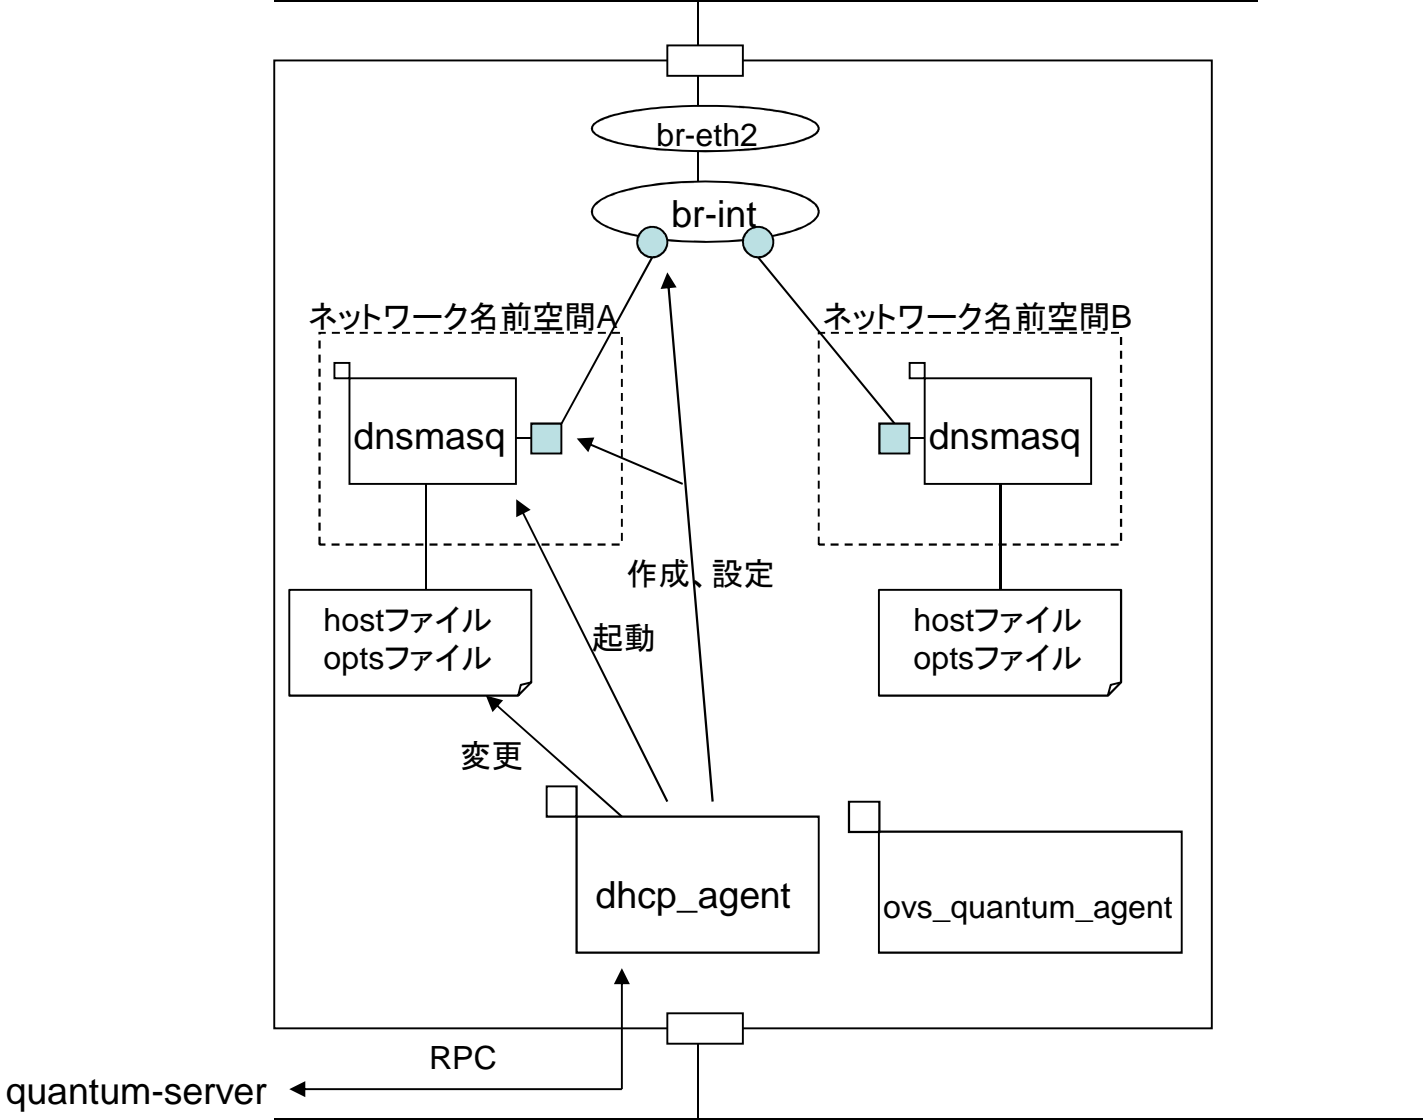 br-eth2
br-int
ネットワーク名前空間A
ネットワーク名前空間B
dnsmasq
dnsmasq
作成、設定
hostファイル
optsファイル
起動
hostファイル
optsファイル
変更
dhcp_agent
ovs_quantum_agent
RPC
quantum-server